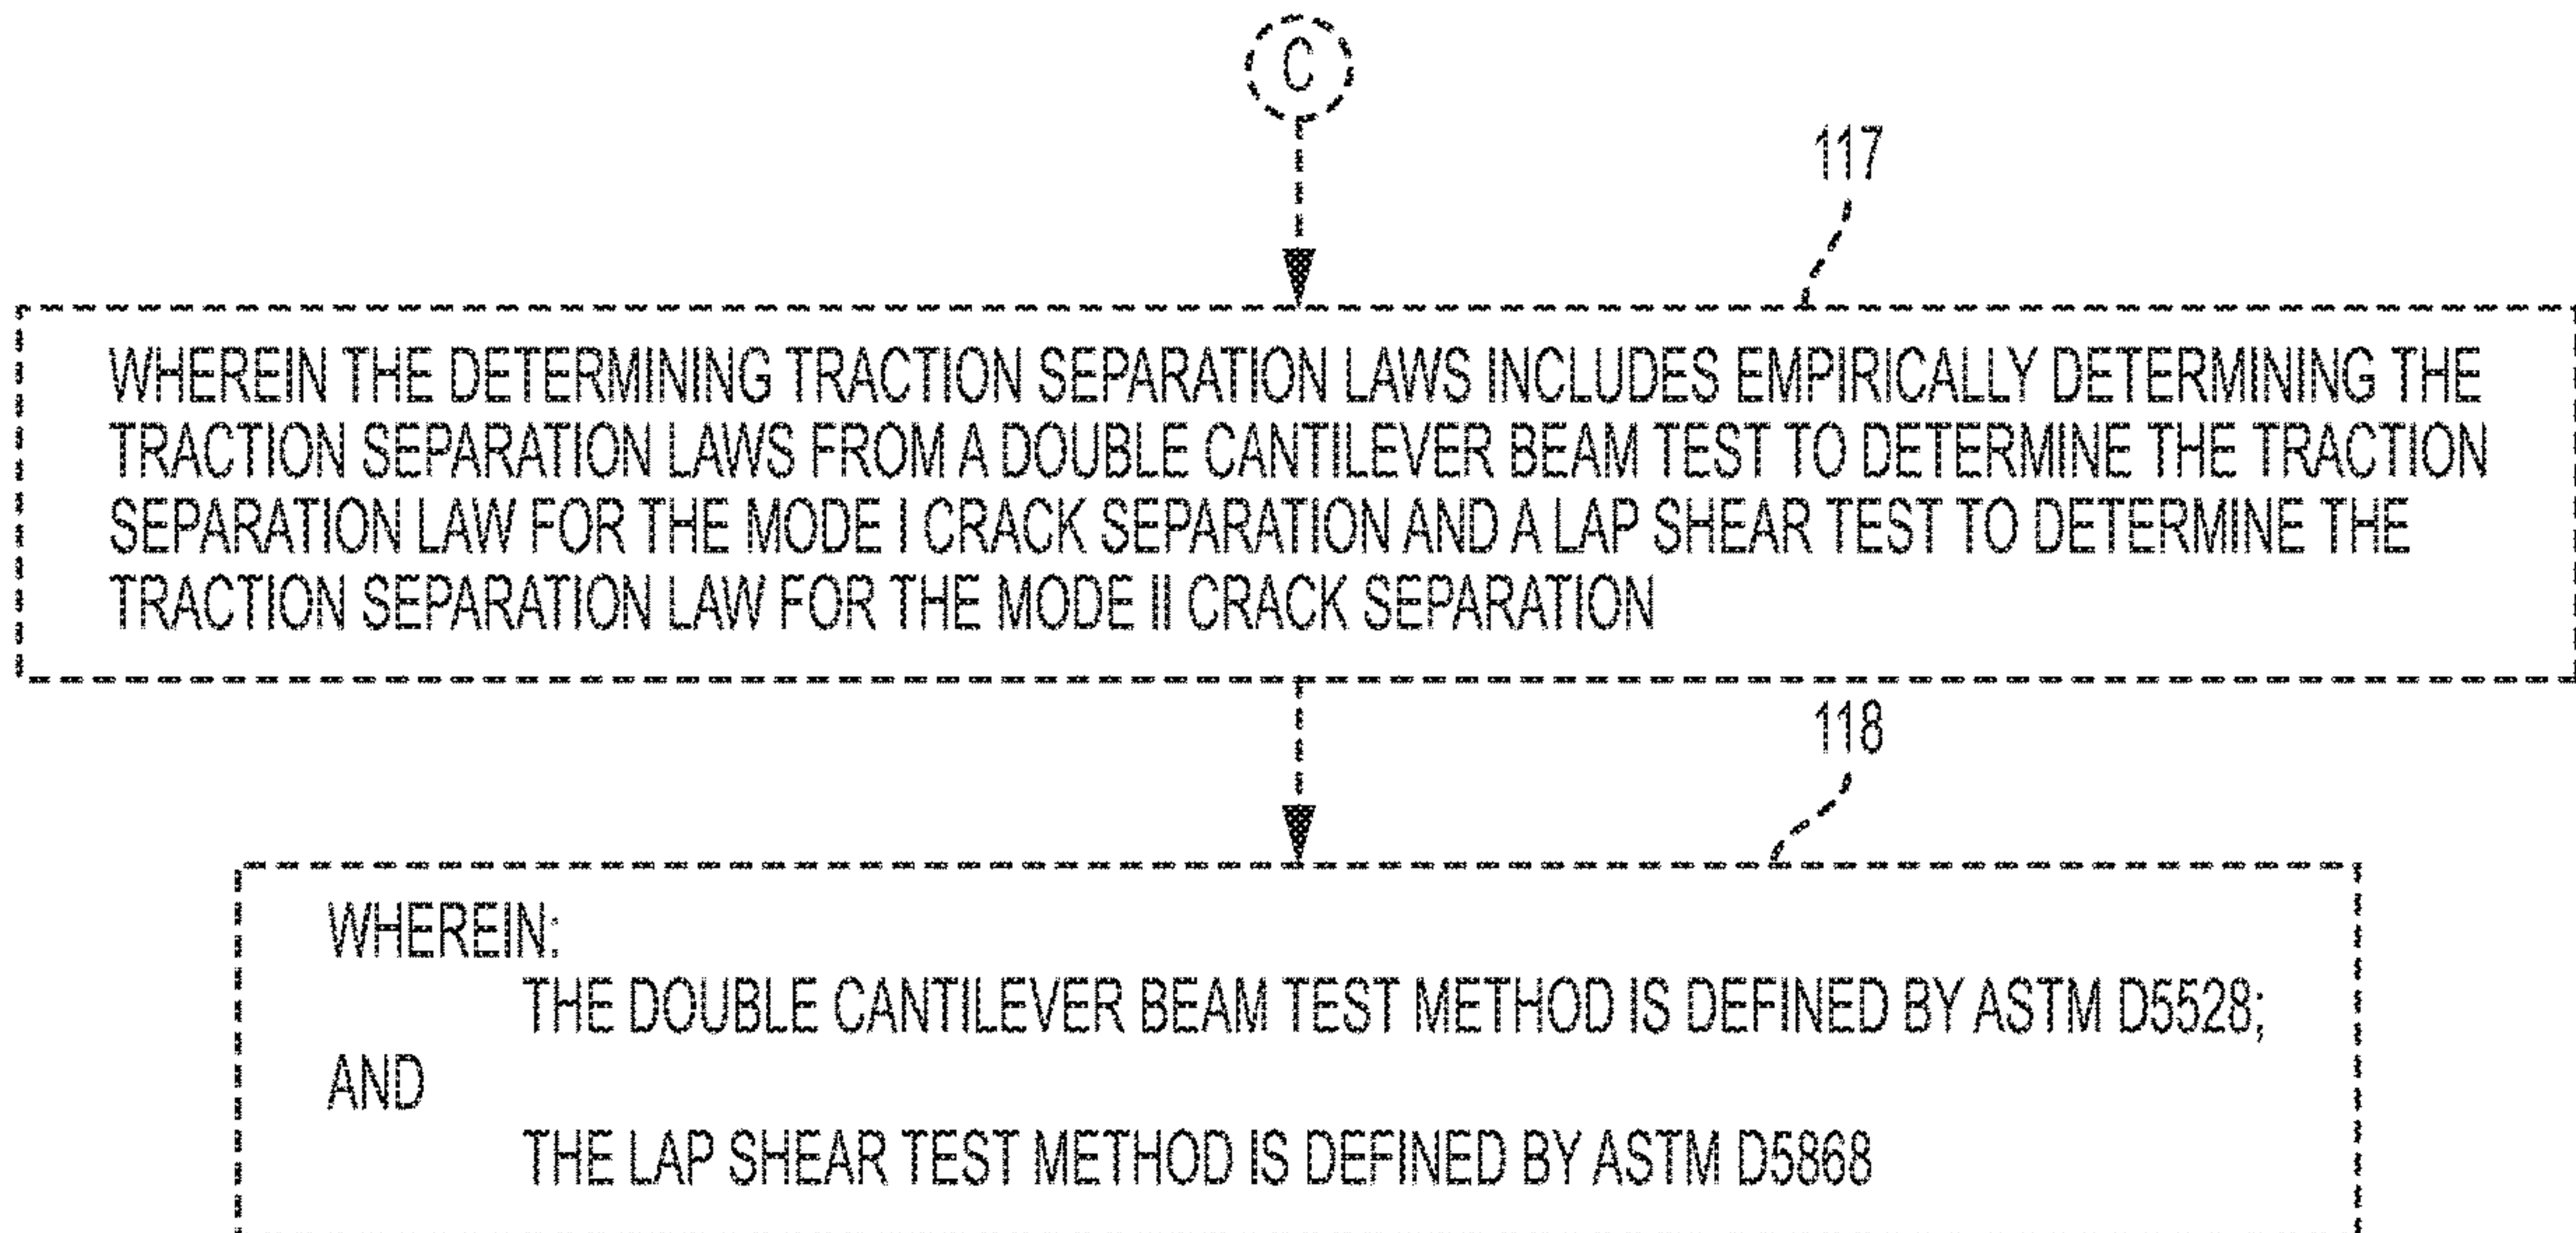 C
117
WHEREIN THE DETERMINING TRACTION SEPARATION LAWS INCLUDES EMPIRICALLY DETERMINING THE
TRACTION SEPARATION LAWS FROM A DOUBLE CANTILEVER BEAM TEST TO DETERMINE THE TRACTION
SEPARATION LAW FOR THE MODE I CRACK SEPARATION AND A LAP SHEAR TEST TO DETERMINE THE
TRACTION SEPARATION LAW FOR THE MODE II CRACK SEPARATION
118
WHEREIN:
THE DOUBLE CANTILEVER BEAM TEST METHOD IS DEFINED BY ASTM D5528;
AND
THE LAP SHEAR TEST METHOD IS DEFINED BY ASTM D5868